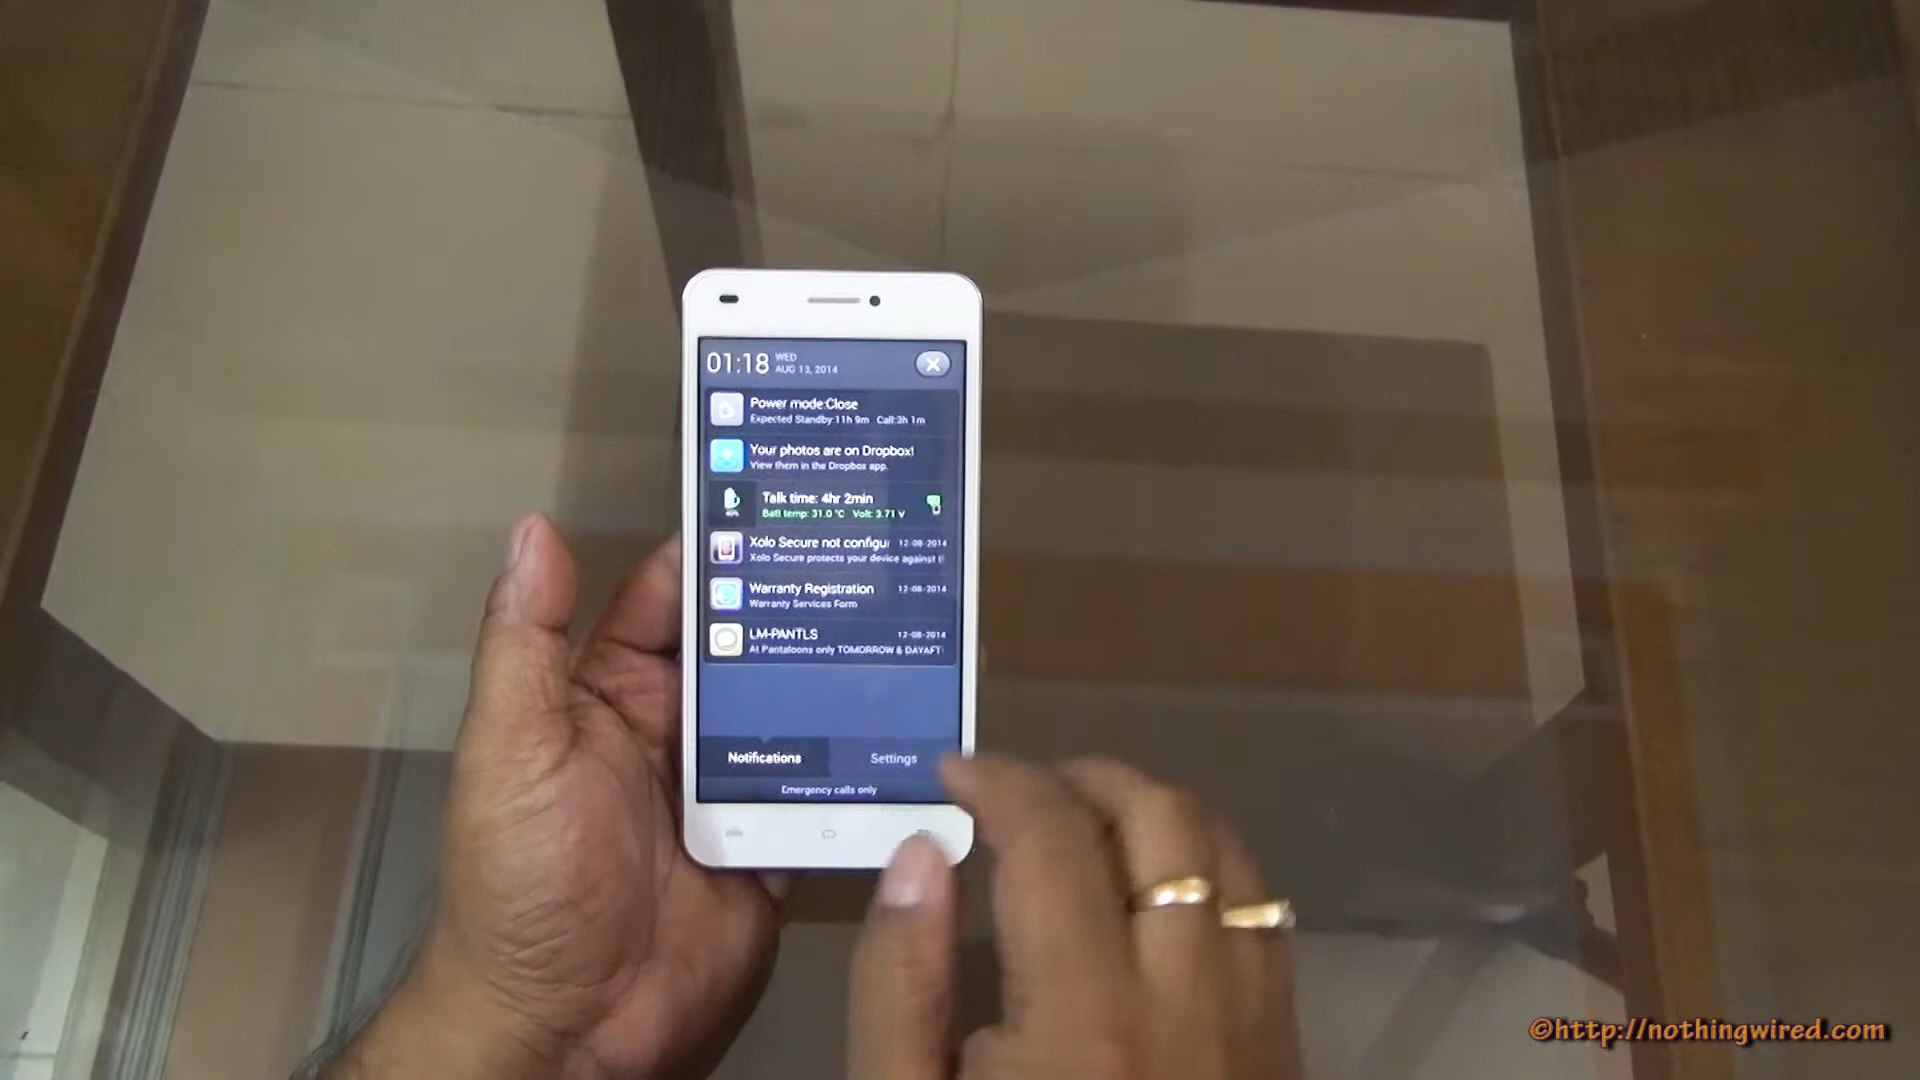 01:18
WED
AUG 13, 2014
Power mode:Close
Expected Standby:11h 9m Call:3h 1m
Your photos are on Dropbox!
View them in the Dropbox app.
Talk time: 4hr 2min
Batt temp: 31.0 °C Volt: 3.71 V
40%
Xolo Secure not configu
12-08-2014
Xolo Secure protects your device against t
Warranty Registration
12-08-2014
Warranty Services Form
LM-PANTLS
12-08-2014
At Pantaloons only TOMORROW & DAYAFT
Notifications
Settings
Emergency calls only
©http://nothingwired.com